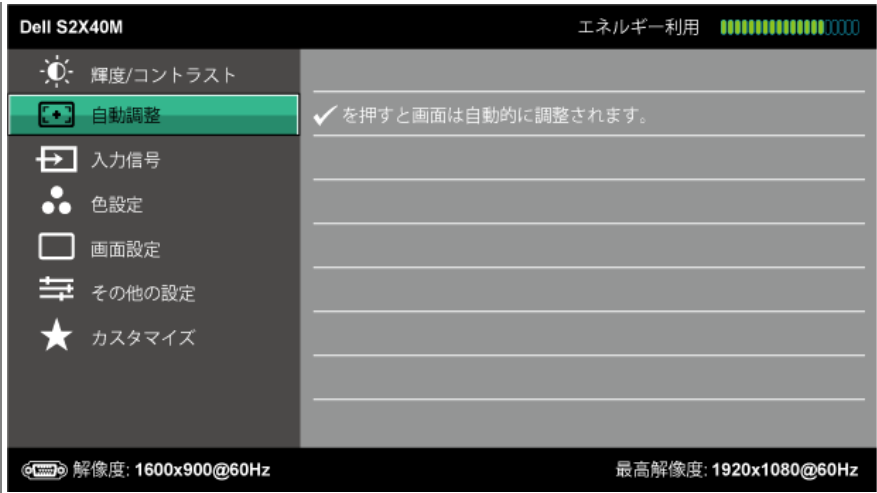 Dell S2X40M エネルギー利用
輝度/コントラスト
自動調整 ✓を押すと画面は自動的に調整されます。
入力信号
色設定
画面設定
その他の設定
カスタマイズ
解像度: 1600x900@60Hz 最高解像度: 1920x1080@60Hz